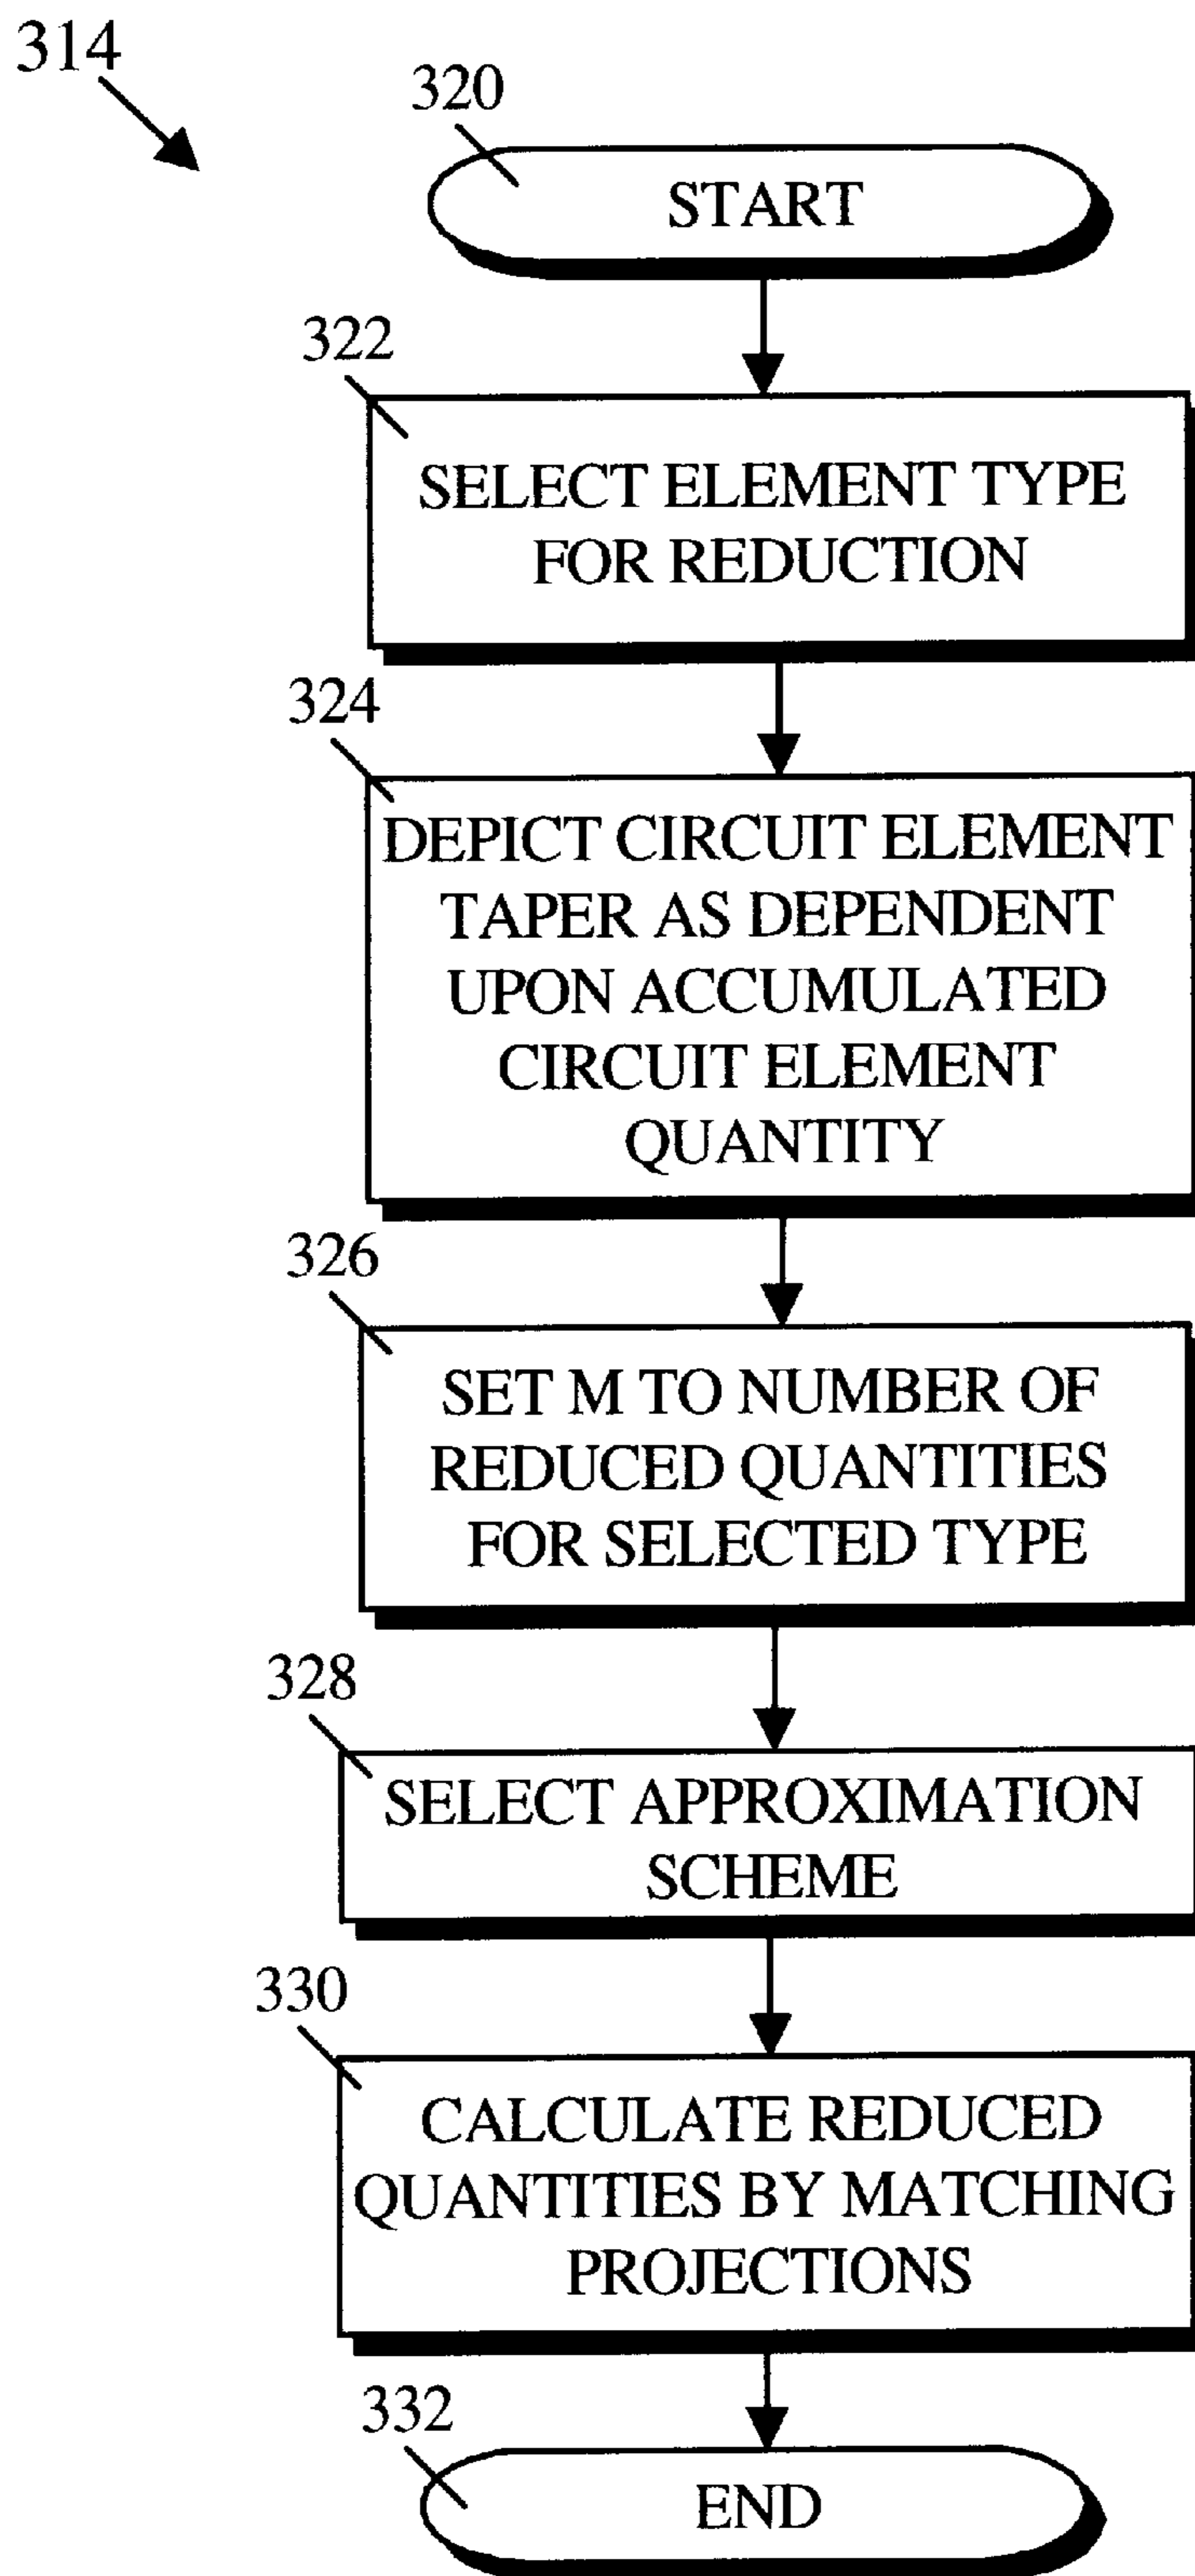 314
320
START
322
SELECT ELEMENT TYPE
FOR REDUCTION
324
DEPICT CIRCUIT ELEMENT
TAPER AS DEPENDENT
UPON ACCUMULATED
CIRCUIT ELEMENT
QUANTITY
326
SET M TO NUMBER OF
REDUCED QUANTITIES
FOR SELECTED TYPE
328
SELECT APPROXIMATION
SCHEME
330
CALCULATE REDUCED
QUANTITIES BY MATCHING
PROJECTIONS
332
END